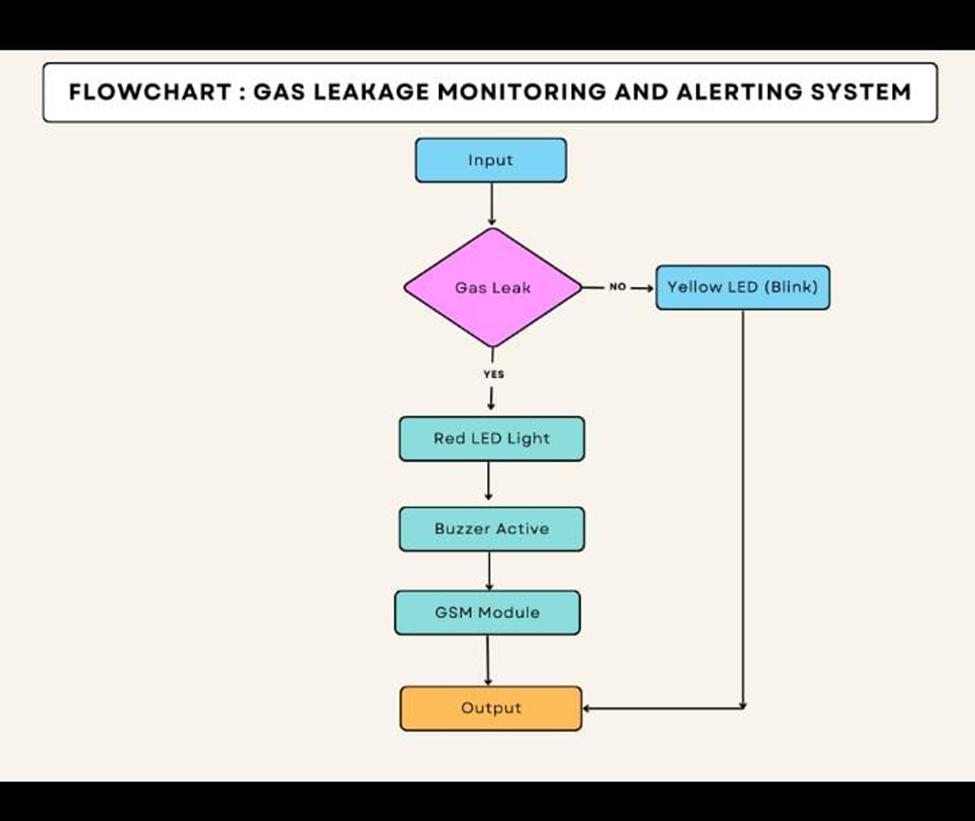 FLOWCHART : GAS LEAKAGE MONITORING AND ALERTING SYSTEM
Input
Gas Leak
NO
Yellow LED (Blink)
YES
Red LED Light
Buzzer Active
GSM Module
Output